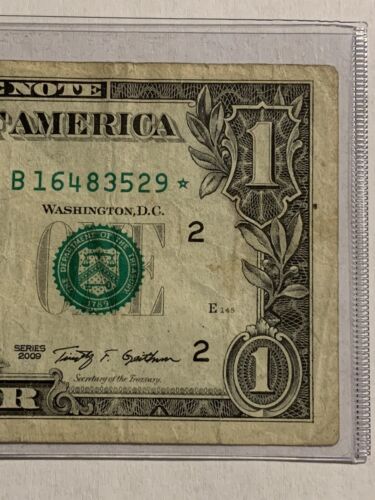 E NOTE
AMERICA
1
B 16483529 ★
WASHINGTON, D.C.
2
ONE
THE DEPARTMENT OF THE TREASURY
1789
E 145
SERIES
2009
Timothy F. Geithner
2
Secretary of the Treasury.
1
R